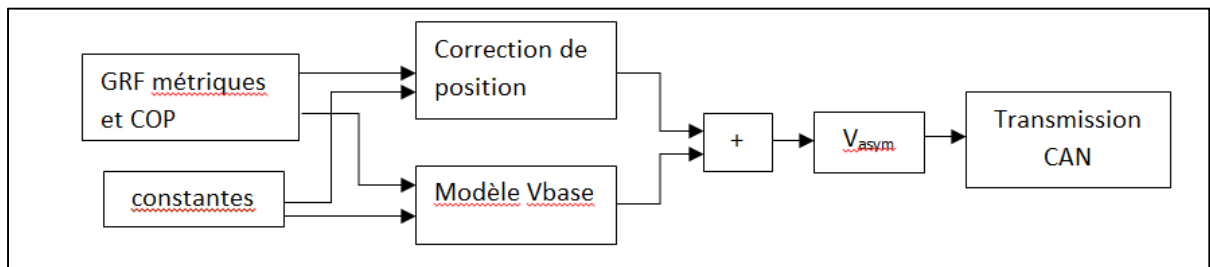 GRF métriques
et COP
constantes
Correction de
position
Modèle Vbase
+
Vasym
Transmission
CAN